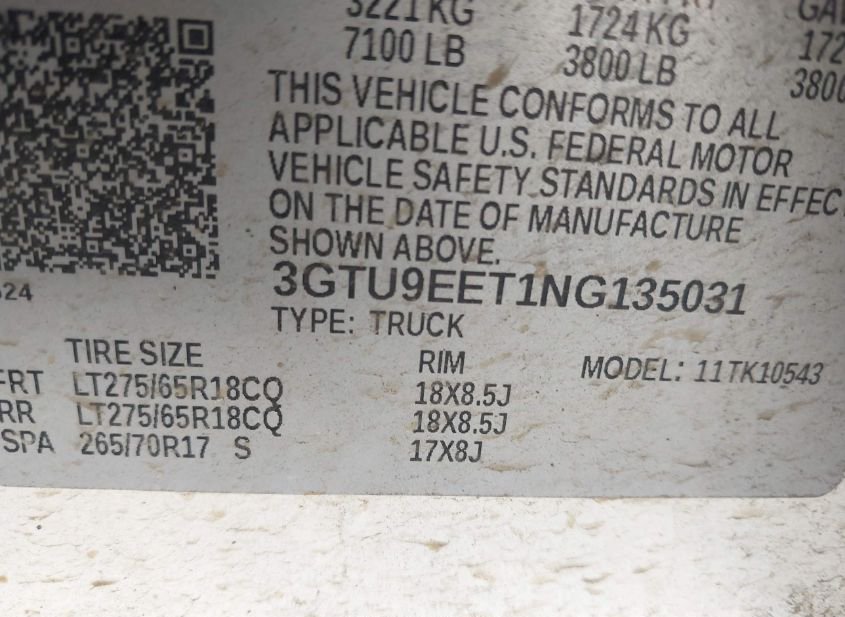 3221 KG 1724 KG
7100 LB 3800 LB 3800
THIS VEHICLE CONFORMS TO ALL
APPLICABLE U.S. FEDERAL MOTOR
VEHICLE SAFETY STANDARDS IN EFFEC
ON THE DATE OF MANUFACTURE
SHOWN ABOVE.
3GTU9EET1NG135031
TYPE: TRUCK
TIRE SIZE RIM MODEL: 11TK10543
FRT LT275/65R18CQ 18X8.5J
RR LT275/65R18CQ 18X8.5J
SPA 265/70R17 S 17X8J